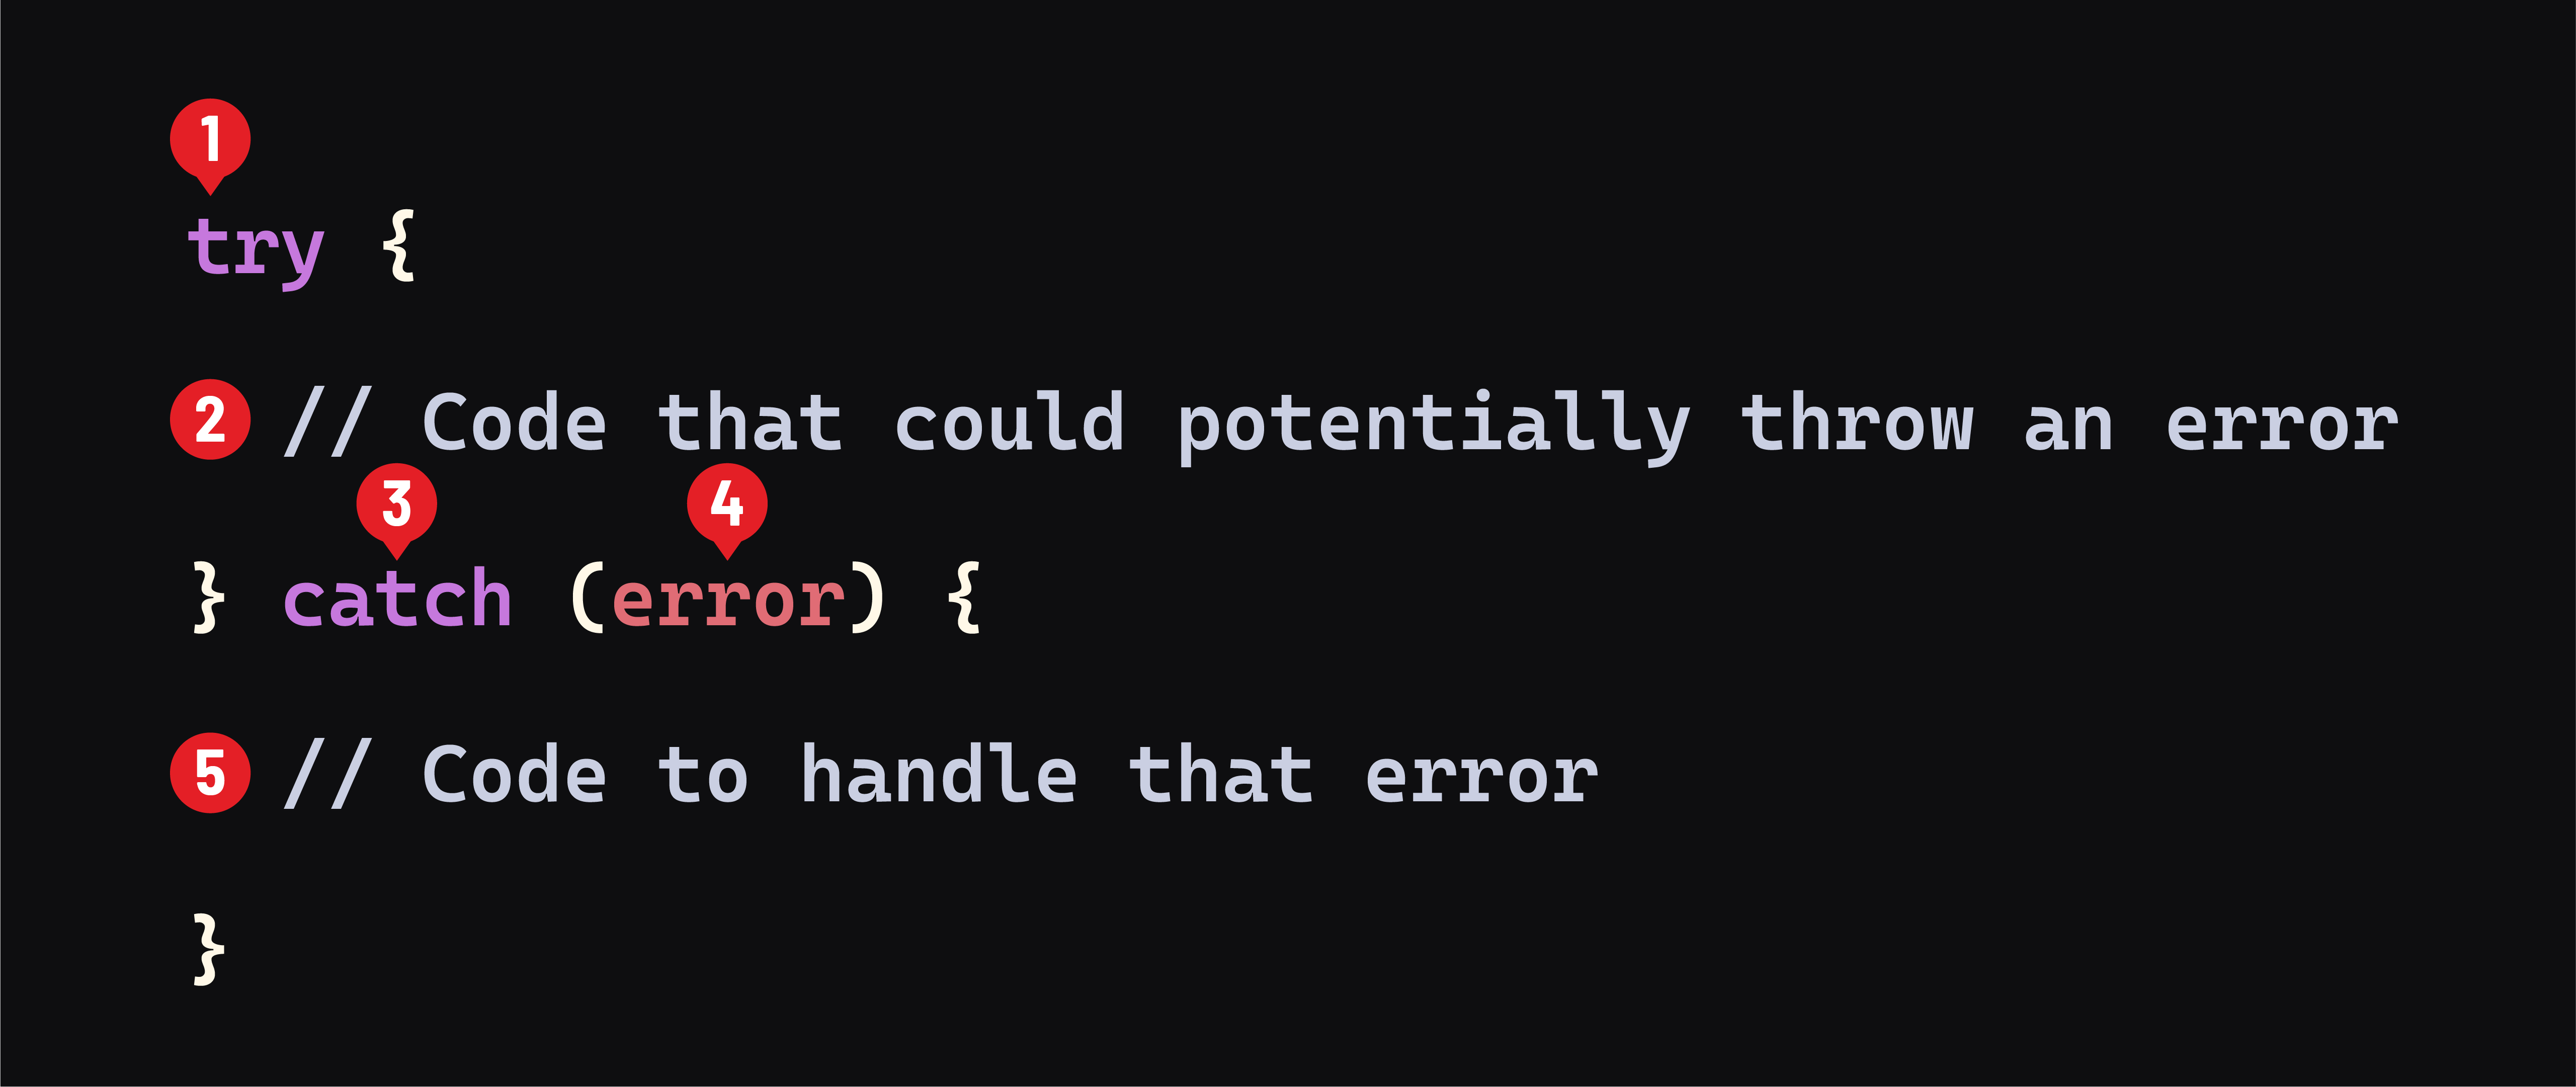 1
try {
2 // Code that could potentially throw an error
3 4
} catch (error) {
5 // Code to handle that error
}